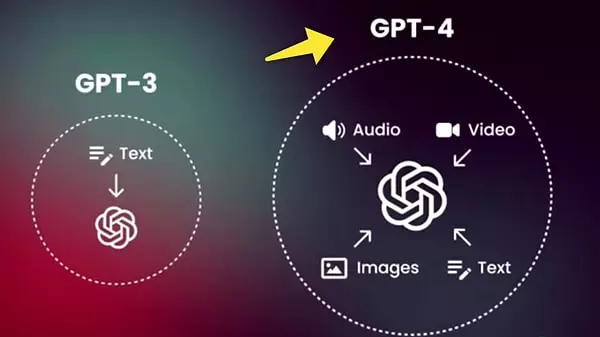 GPT-3
Text
GPT-4
Audio
Video
Images
Text